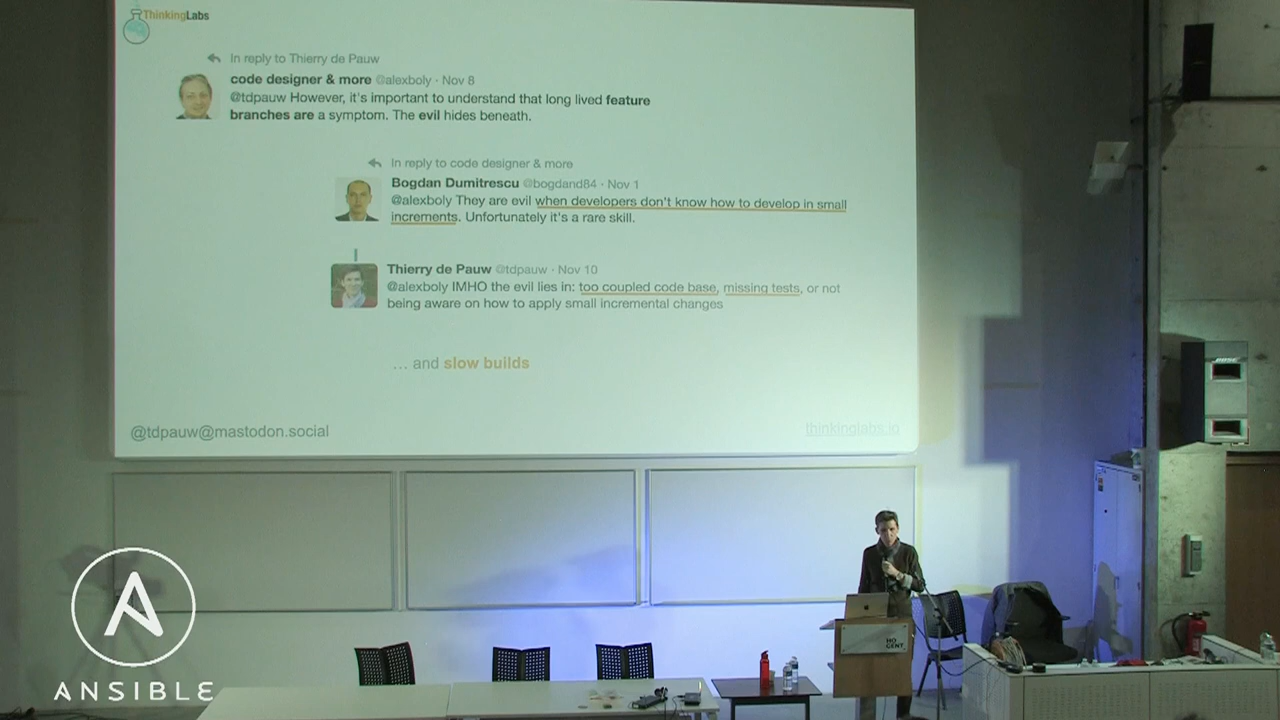 ThinkingLabs
In reply to Thierry de Pauw
code designer & more @alexboly · Nov 8
@tdpauw However, it's important to understand that long lived feature
branches are a symptom. The evil hides beneath.
In reply to code designer & more
Bogdan Dumitrescu @bogdand84 · Nov 1
@alexboly They are evil when developers don't know how to develop in small
increments. Unfortunately it's a rare skill.
Thierry de Pauw @tdpauw · Nov 10
@alexboly IMHO the evil lies in: too coupled code base, missing tests, or not
being aware on how to apply small incremental changes
... and slow builds
@tdpauw@mastodon.social
thinkinglabs.io
BOSE
HO
GENT
ANSIBLE